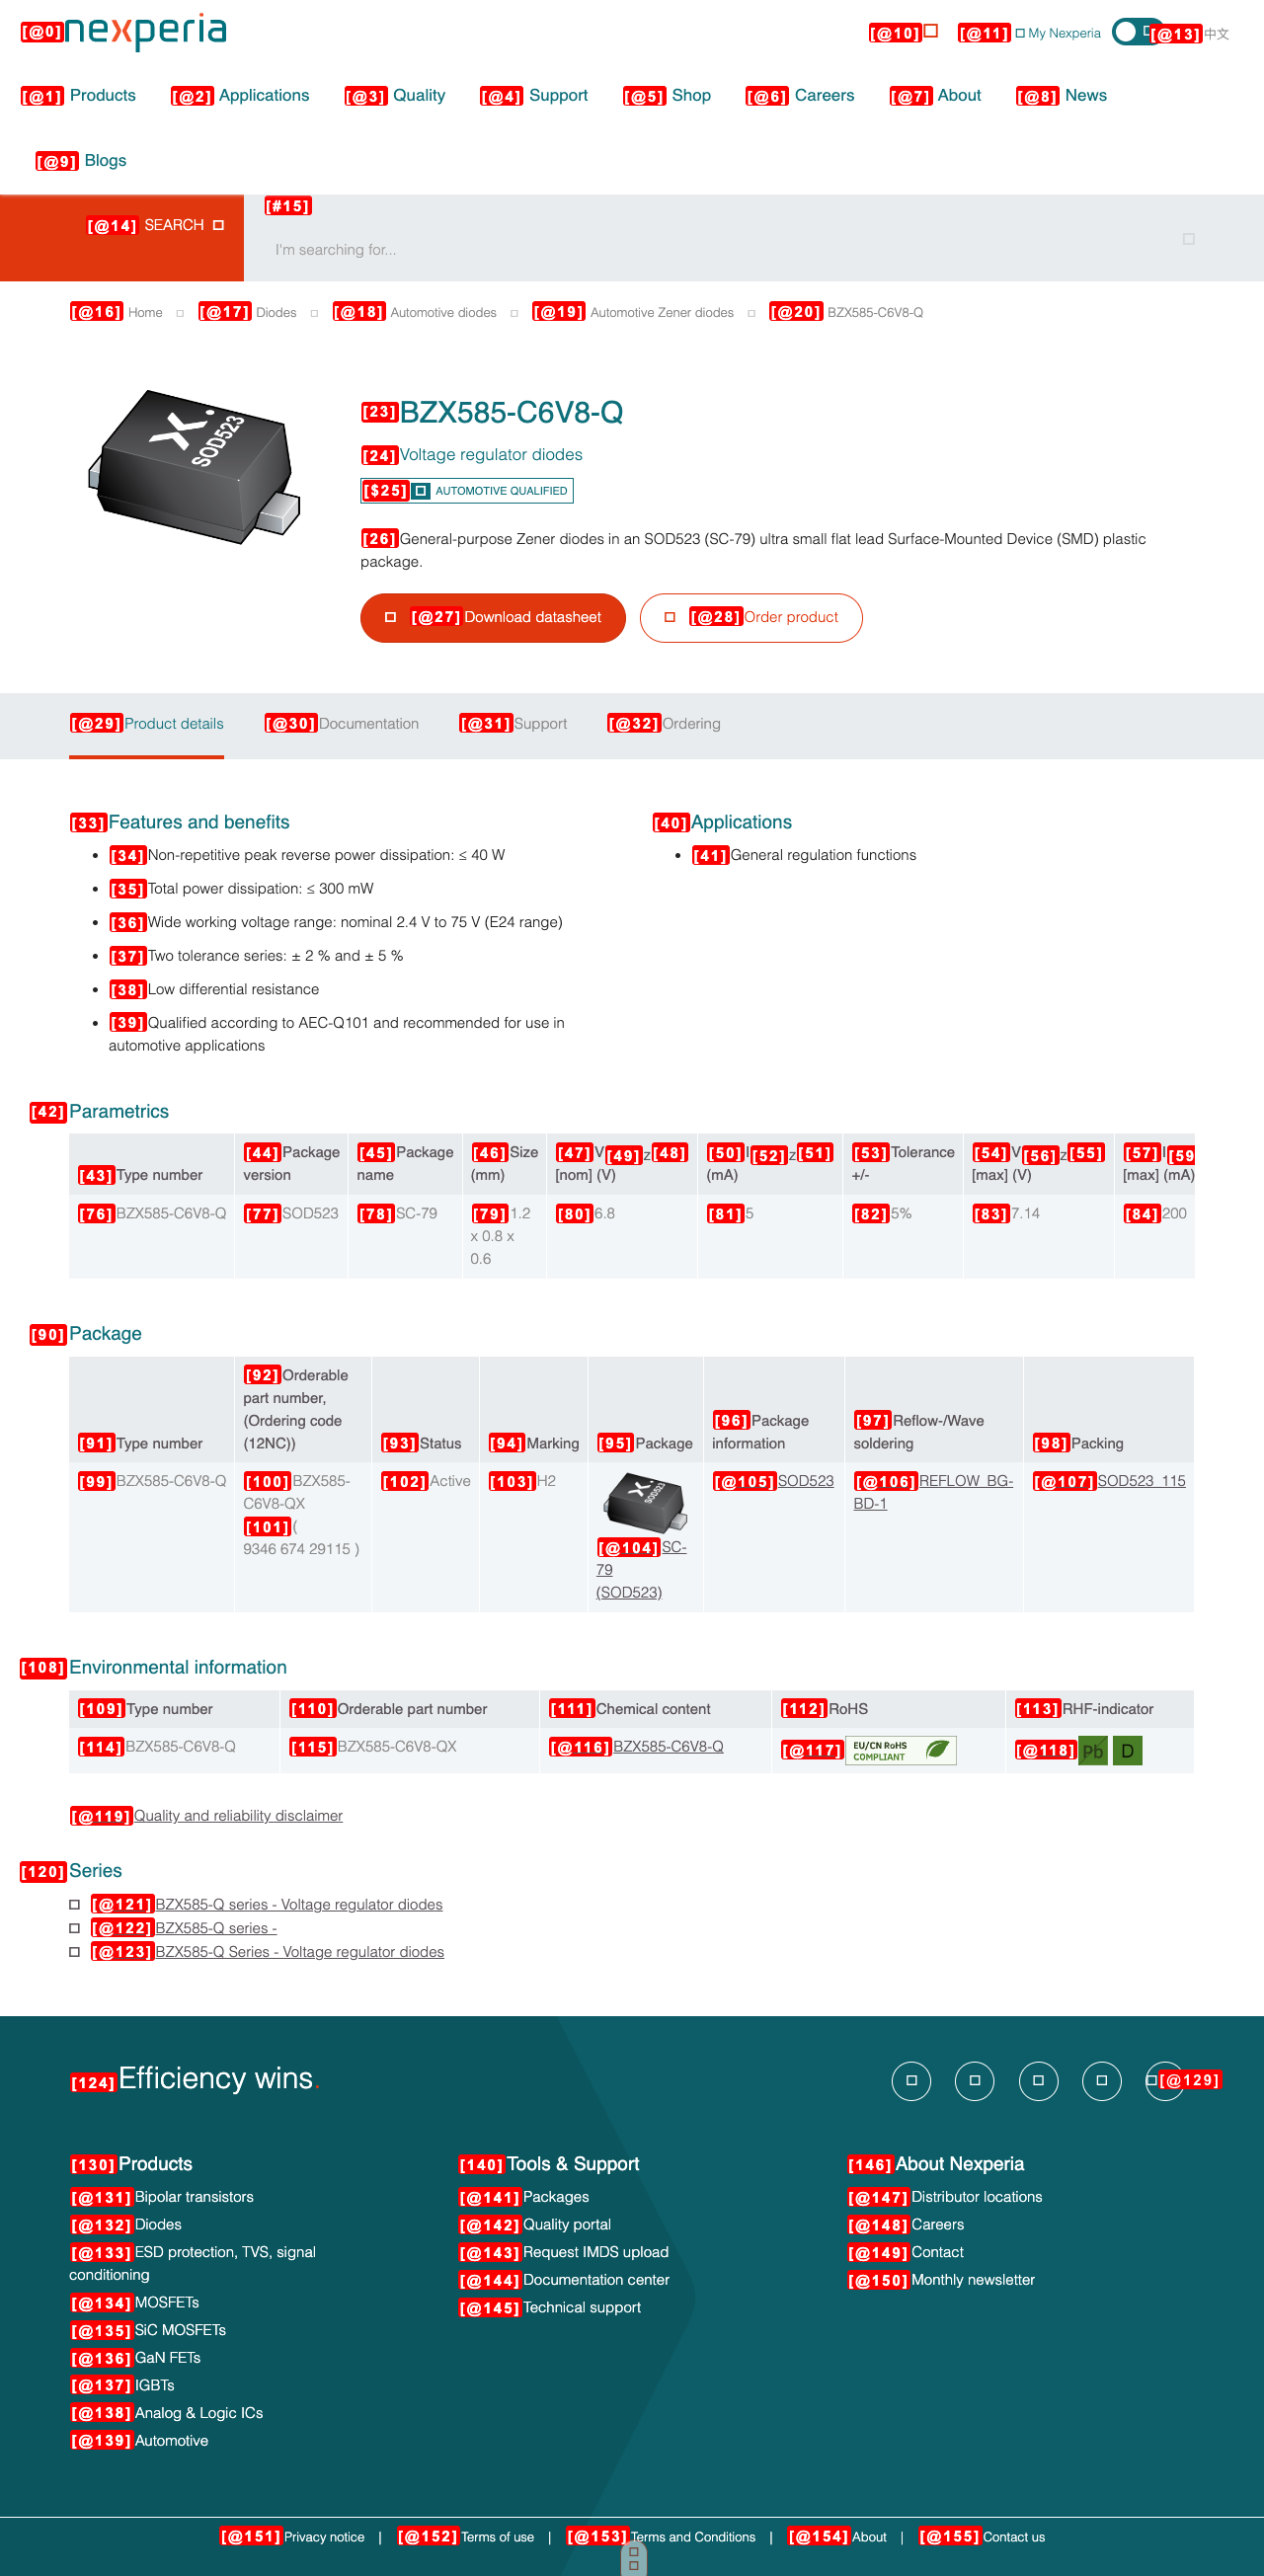 [@0] nexperia
[@10] [@11] My Nexperia [@13] 中文
[@1] Products [@2] Applications [@3] Quality [@4] Support [@5] Shop [@6] Careers [@7] About [@8] News
[@9] Blogs
[@14] SEARCH [#15]
I'm searching for...
[@16] Home [@17] Diodes [@18] Automotive diodes [@19] Automotive Zener diodes [@20] BZX585-C6V8-Q
SOD523
[23] BZX585-C6V8-Q
[24] Voltage regulator diodes
[$25] AUTOMOTIVE QUALIFIED
[26] General-purpose Zener diodes in an SOD523 (SC-79) ultra small flat lead Surface-Mounted Device (SMD) plastic
package.
[@27] Download datasheet [@28] Order product
[@29] Product details [@30] Documentation [@31] Support [@32] Ordering
[33] Features and benefits
[34] Non-repetitive peak reverse power dissipation: ≤ 40 W
[35] Total power dissipation: ≤ 300 mW
[36] Wide working voltage range: nominal 2.4 V to 75 V (E24 range)
[37] Two tolerance series: ± 2 % and ± 5 %
[38] Low differential resistance
[39] Qualified according to AEC-Q101 and recommended for use in
automotive applications
[40] Applications
[41] General regulation functions
[42] Parametrics
[43] Type number [44] Package version [45] Package name [46] Size (mm) [47] V [49] z [48] [nom] (V) [50] I [52] z [51] (mA) [53] Tolerance +/- [54] V [56] z [55] [max] (V) [57] I [59 [max] (mA)
[76] BZX585-C6V8-Q [77] SOD523 [78] SC-79 [79] 1.2 x 0.8 x 0.6 [80] 6.8 [81] 5 [82] 5% [83] 7.14 [84] 200
[90] Package
[91] Type number [92] Orderable part number, (Ordering code (12NC)) [93] Status [94] Marking [95] Package [96] Package information [97] Reflow-/Wave soldering [98] Packing
[99] BZX585-C6V8-Q [100] BZX585-C6V8-QX [101] ( 9346 674 29115 ) [102] Active [103] H2 SOD523 [@104] SC-79 (SOD523) [@105] SOD523 [@106] REFLOW_BG-BD-1 [@107] SOD523_115
[108] Environmental information
[109] Type number [110] Orderable part number [111] Chemical content [112] RoHS [113] RHF-indicator
[114] BZX585-C6V8-Q [115] BZX585-C6V8-QX [@116] BZX585-C6V8-Q [@117] EU/CN RoHS COMPLIANT [@118] Pb D
[@119] Quality and reliability disclaimer
[120] Series
[@121] BZX585-Q series - Voltage regulator diodes
[@122] BZX585-Q series -
[@123] BZX585-Q Series - Voltage regulator diodes
[124] Efficiency wins. [@129]
[130] Products
[@131] Bipolar transistors
[@132] Diodes
[@133] ESD protection, TVS, signal
conditioning
[@134] MOSFETs
[@135] SiC MOSFETs
[@136] GaN FETs
[@137] IGBTs
[@138] Analog & Logic ICs
[@139] Automotive
[140] Tools & Support
[@141] Packages
[@142] Quality portal
[@143] Request IMDS upload
[@144] Documentation center
[@145] Technical support
[146] About Nexperia
[@147] Distributor locations
[@148] Careers
[@149] Contact
[@150] Monthly newsletter
[@151] Privacy notice | [@152] Terms of use | [@153] Terms and Conditions | [@154] About | [@155] Contact us